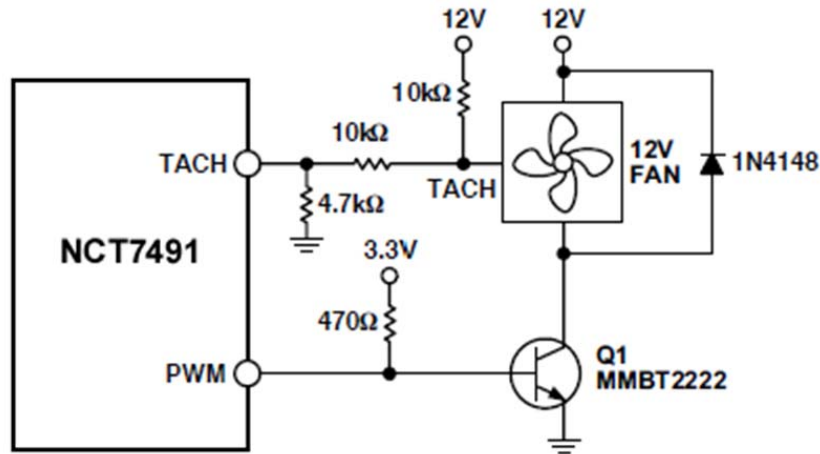 12V
12V
10kΩ
10kΩ
TACH
12V
FAN
1N4148
TACH
4.7kΩ
NCT7491
3.3V
470Ω
PWM
Q1
MMBT2222